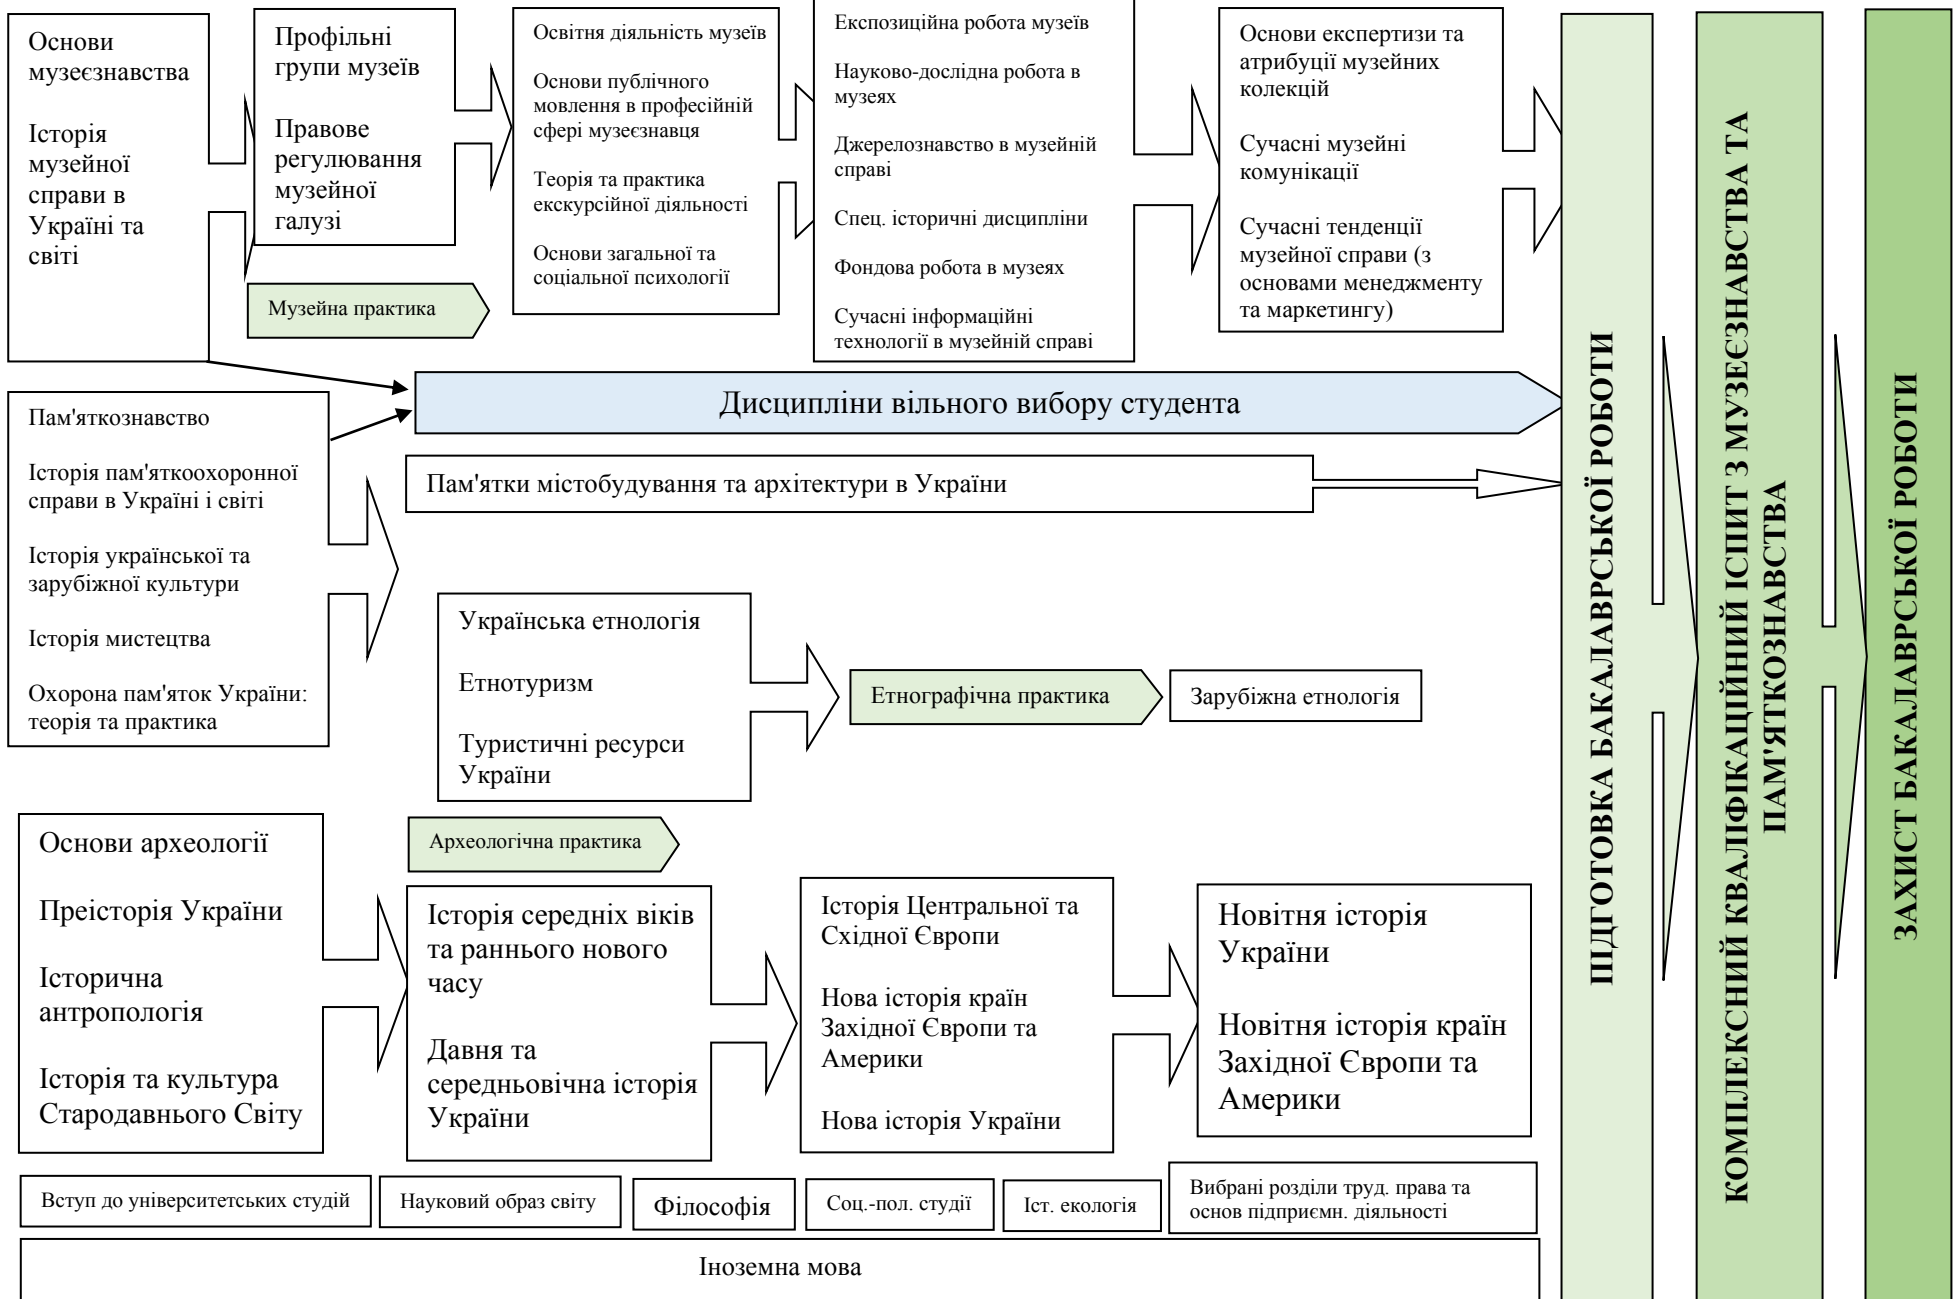 Основи
музеєзнавства
Історія
музейної
справи в
Україні та
світі
Профільні
групи музеїв
Правове
регулювання
музейної
галузі
Музейна практика
Освітня діяльність музеїв
Основи публічного
мовлення в професійній
сфері музеєзнавця
Теорія та практика
екскурсійної діяльності
Основи загальної та
соціальної психології
Експозиційна робота музеїв
Науково-дослідна робота в
музеях
Джерелознавство в музейній
справі
Спец. історичні дисципліни
Фондова робота в музеях
Сучасні інформаційні
технології в музейній справі
Основи експертизи та
атрибуції музейних
колекцій
Сучасні музейні
комунікації
Сучасні тенденції
музейної справи (з
основами менеджменту
та маркетингу)
Дисципліни вільного вибору студента
Пам'яткознавство
Історія пам'яткоохоронної
справи в Україні і світі
Історія української та
зарубіжної культури
Історія мистецтва
Охорона пам'яток України:
теорія та практика
Пам'ятки містобудування та архітектури в України
Українська етнологія
Етнотуризм
Туристичні ресурси
України
Етнографічна практика
Зарубіжна етнологія
Основи археології
Преісторія України
Історична
антропологія
Історія та культура
Стародавнього Світу
Археологічна практика
Історія середніх віків
та раннього нового
часу
Давня та
середньовічна історія
України
Історія Центральної та
Східної Європи
Нова історія країн
Західної Європи та
Америки
Нова історія України
Новітня історія
України
Новітня історія країн
Західної Європи та
Америки
Вступ до університетських студій
Науковий образ світу
Філософія
Соц.-пол. студії
Іст. екологія
Вибрані розділи труд. права та
основ підприємн. діяльності
Іноземна мова
ПІДГОТОВКА БАКАЛАВРСЬКОЇ РОБОТИ
КОМПЛЕКСНИЙ КВАЛІФІКАЦІЙНИЙ ІСПИТ З МУЗЕЄЗНАВСТВА ТА
ПАМ'ЯТКОЗНАВСТВА
ЗАХИСТ БАКАЛАВРСЬКОЇ РОБОТИ